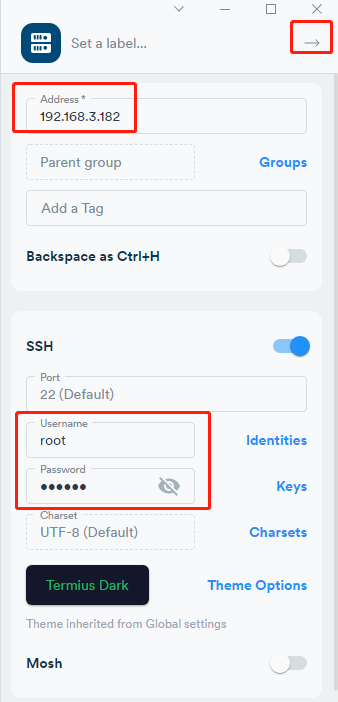 Set a label...
Address *
192.168.3.182
Parent group
Groups
Add a Tag
Backspace as Ctrl+H
SSH
Port
22 (Default)
Username
root
Identities
Password
●●●●●●
Keys
Charset
UTF-8 (Default)
Charsets
Termius Dark
Theme Options
Theme inherited from Global settings
Mosh